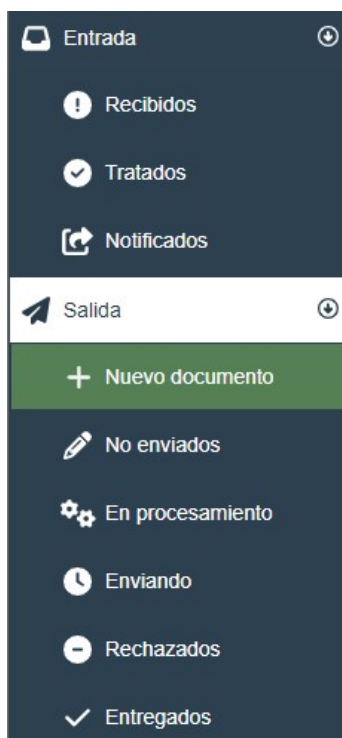 Entrada
Recibidos
Tratados
Notificados
Salida
Nuevo documento
No enviados
En procesamiento
Enviando
Rechazados
Entregados